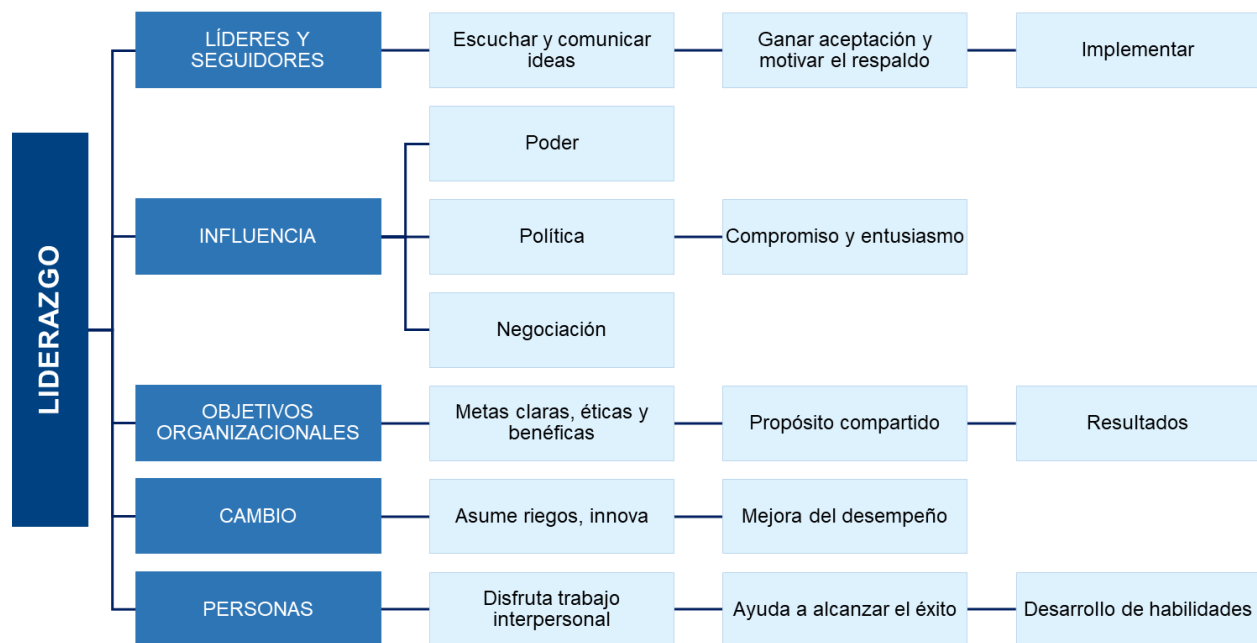 LIDERAZGO
LÍDERES Y
SEGUIDORES
Escuchar y comunicar
ideas
Ganar aceptación y
motivar el respaldo
Implementar
INFLUENCIA
Poder
Política
Compromiso y entusiasmo
Negociación
OBJETIVOS
ORGANIZACIONALES
Metas claras, éticas y
benéficas
Propósito compartido
Resultados
CAMBIO
Asume riegos, innova
Mejora del desempeño
PERSONAS
Disfruta trabajo
interpersonal
Ayuda a alcanzar el éxito
Desarrollo de habilidades